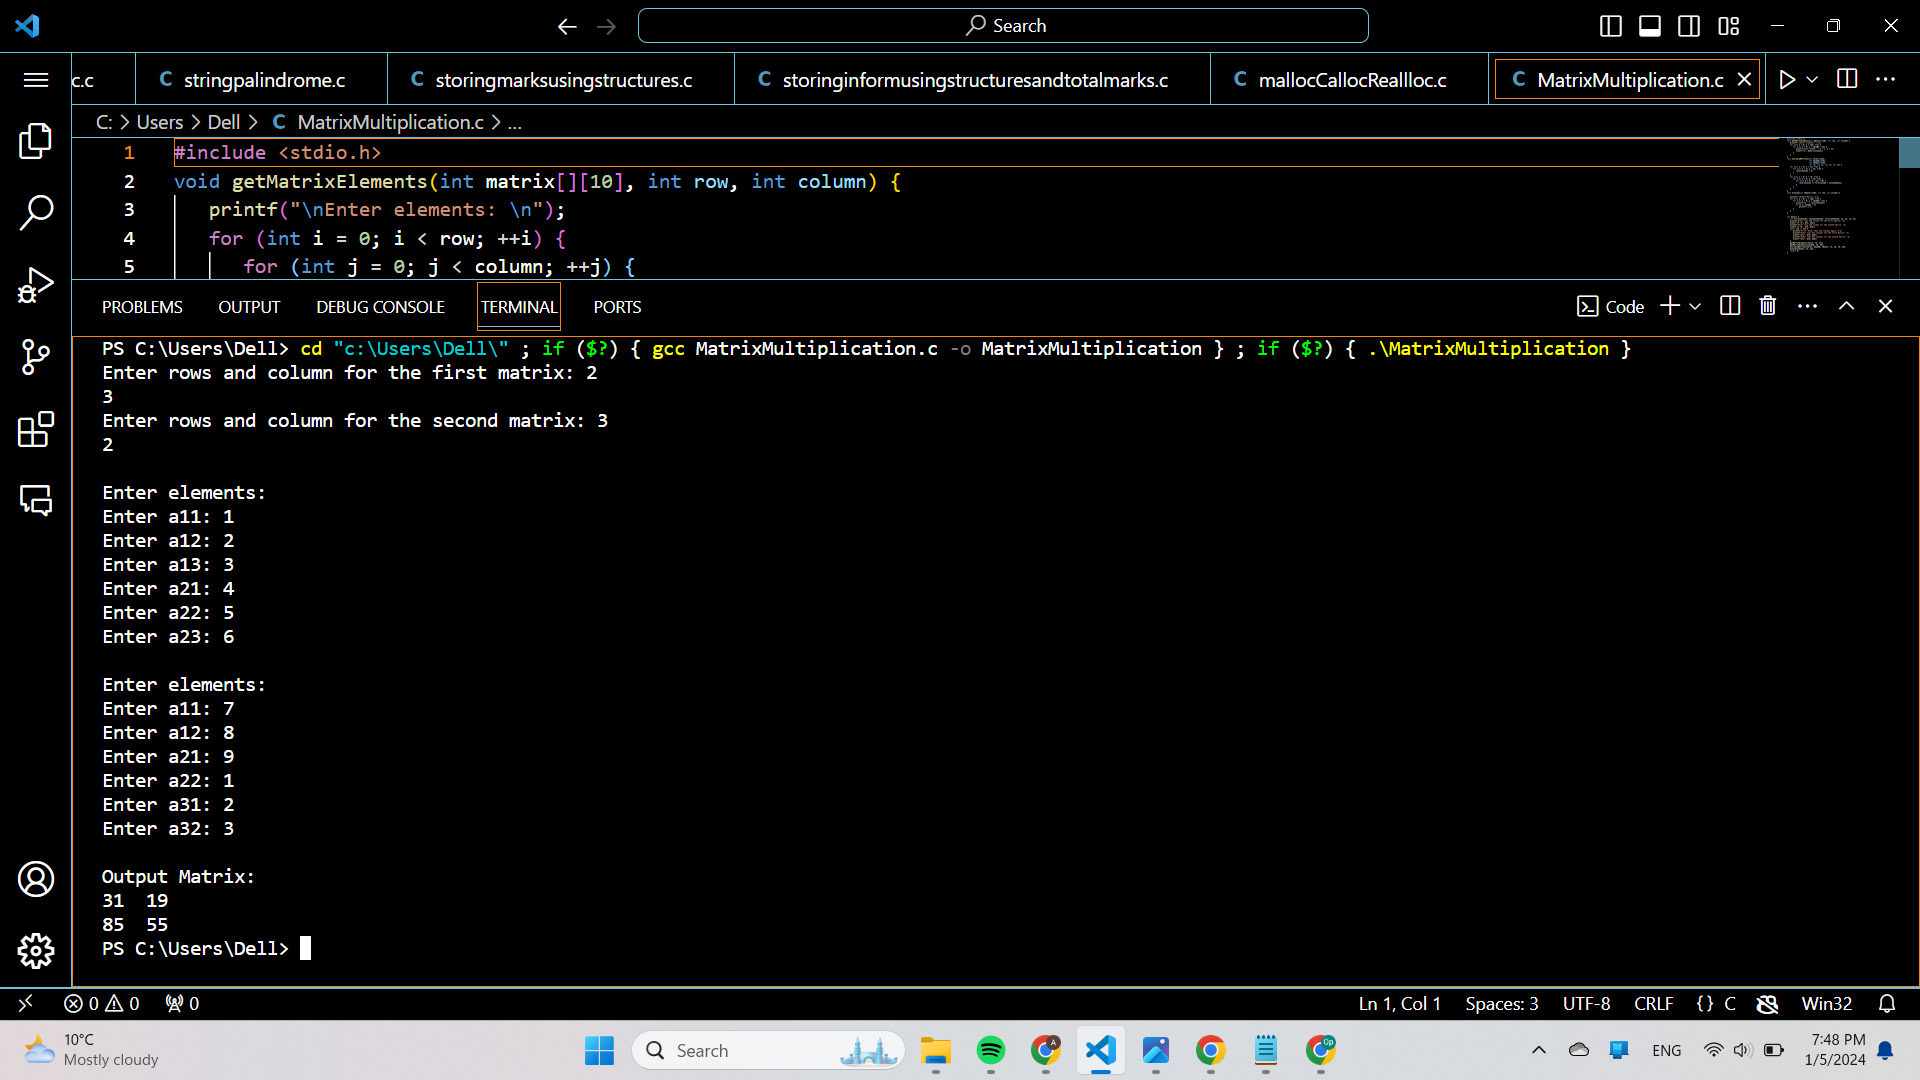 Search
c.c
C stringpalindrome.c
C storingmarksusingstructures.c
C storinginformusingstructuresandtotalmarks.c
C mallocCallocReallloc.c
C MatrixMultiplication.c
C: > Users > Dell > C MatrixMultiplication.c > ...
1 #include <stdio.h>
2 void getMatrixElements(int matrix[][10], int row, int column) {
3 printf("\nEnter elements: \n");
4 for (int i = 0; i < row; ++i) {
5 for (int j = 0; j < column; ++j) {
PROBLEMS OUTPUT DEBUG CONSOLE TERMINAL PORTS
Code
PS C:\Users\Dell> cd "c:\Users\Dell\" ; if ($?) { gcc MatrixMultiplication.c -o MatrixMultiplication } ; if ($?) { .\MatrixMultiplication }
Enter rows and column for the first matrix: 2
3
Enter rows and column for the second matrix: 3
2
Enter elements:
Enter a11: 1
Enter a12: 2
Enter a13: 3
Enter a21: 4
Enter a22: 5
Enter a23: 6
Enter elements:
Enter a11: 7
Enter a12: 8
Enter a21: 9
Enter a22: 1
Enter a31: 2
Enter a32: 3
Output Matrix:
31 19
85 55
PS C:\Users\Dell>
0 0 0
Ln 1, Col 1 Spaces: 3 UTF-8 CRLF {} C Win32
10°C
Mostly cloudy
Search
A
Op
ENG
7:48 PM
1/5/2024